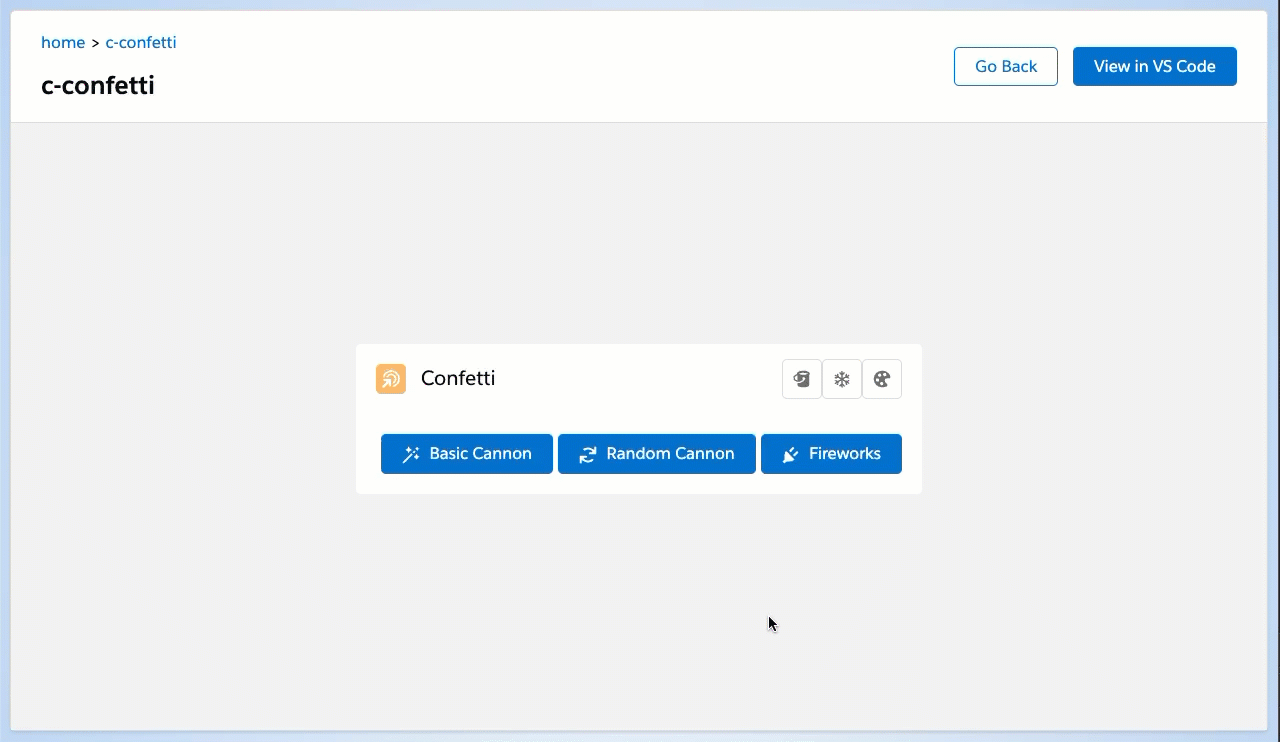 home > c-confetti
c-confetti
Go Back
View in VS Code
Confetti
Basic Cannon
Random Cannon
Fireworks